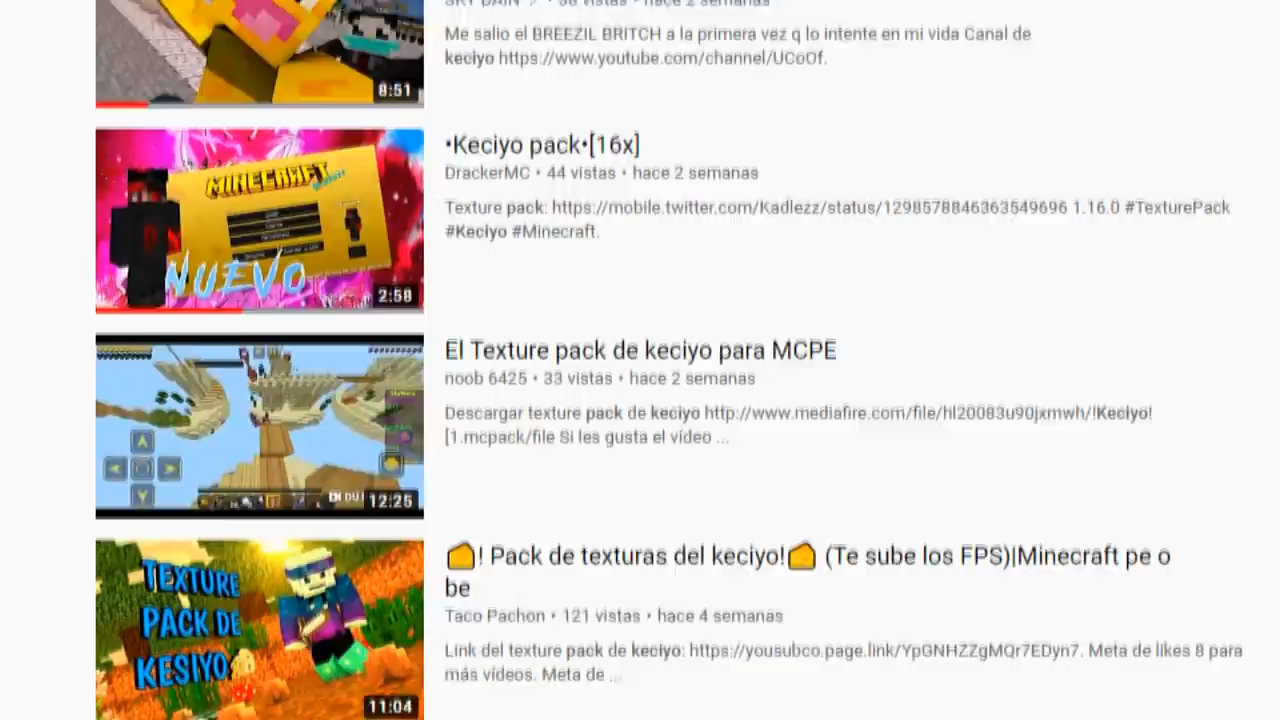 Me salio el BREEZIL BRITCH a la primera vez q lo intente en mi vida Canal de
keciyo https://www.youtube.com/channel/UCoOf.
8:51
•Keciyo pack•[16x]
DrackerMC • 44 vistas • hace 2 semanas
Texture pack: https://mobile.twitter.com/Kadlezz/status/1298578846363549696 1.16.0 #TexturePack
#Keciyo #Minecraft.
MINECRAFT
NUEVO
2:58
El Texture pack de keciyo para MCPE
noob 6425 • 33 vistas • hace 2 semanas
Descargar texture pack de keciyo http://www.mediafire.com/file/hl20083u90jxmwh/!Keciyo!
[1.mcpack/file Si les gusta el vídeo ...
12:25
! Pack de texturas del keciyo! (Te sube los FPS)|Minecraft pe o
be
Taco Pachon • 121 vistas • hace 4 semanas
Link del texture pack de keciyo: https://yousubco.page.link/YpGNHZZgMQr7EDyn7. Meta de likes 8 para
más vídeos. Meta de ...
TEXTURE
PACK DE
KESIYO
11:04